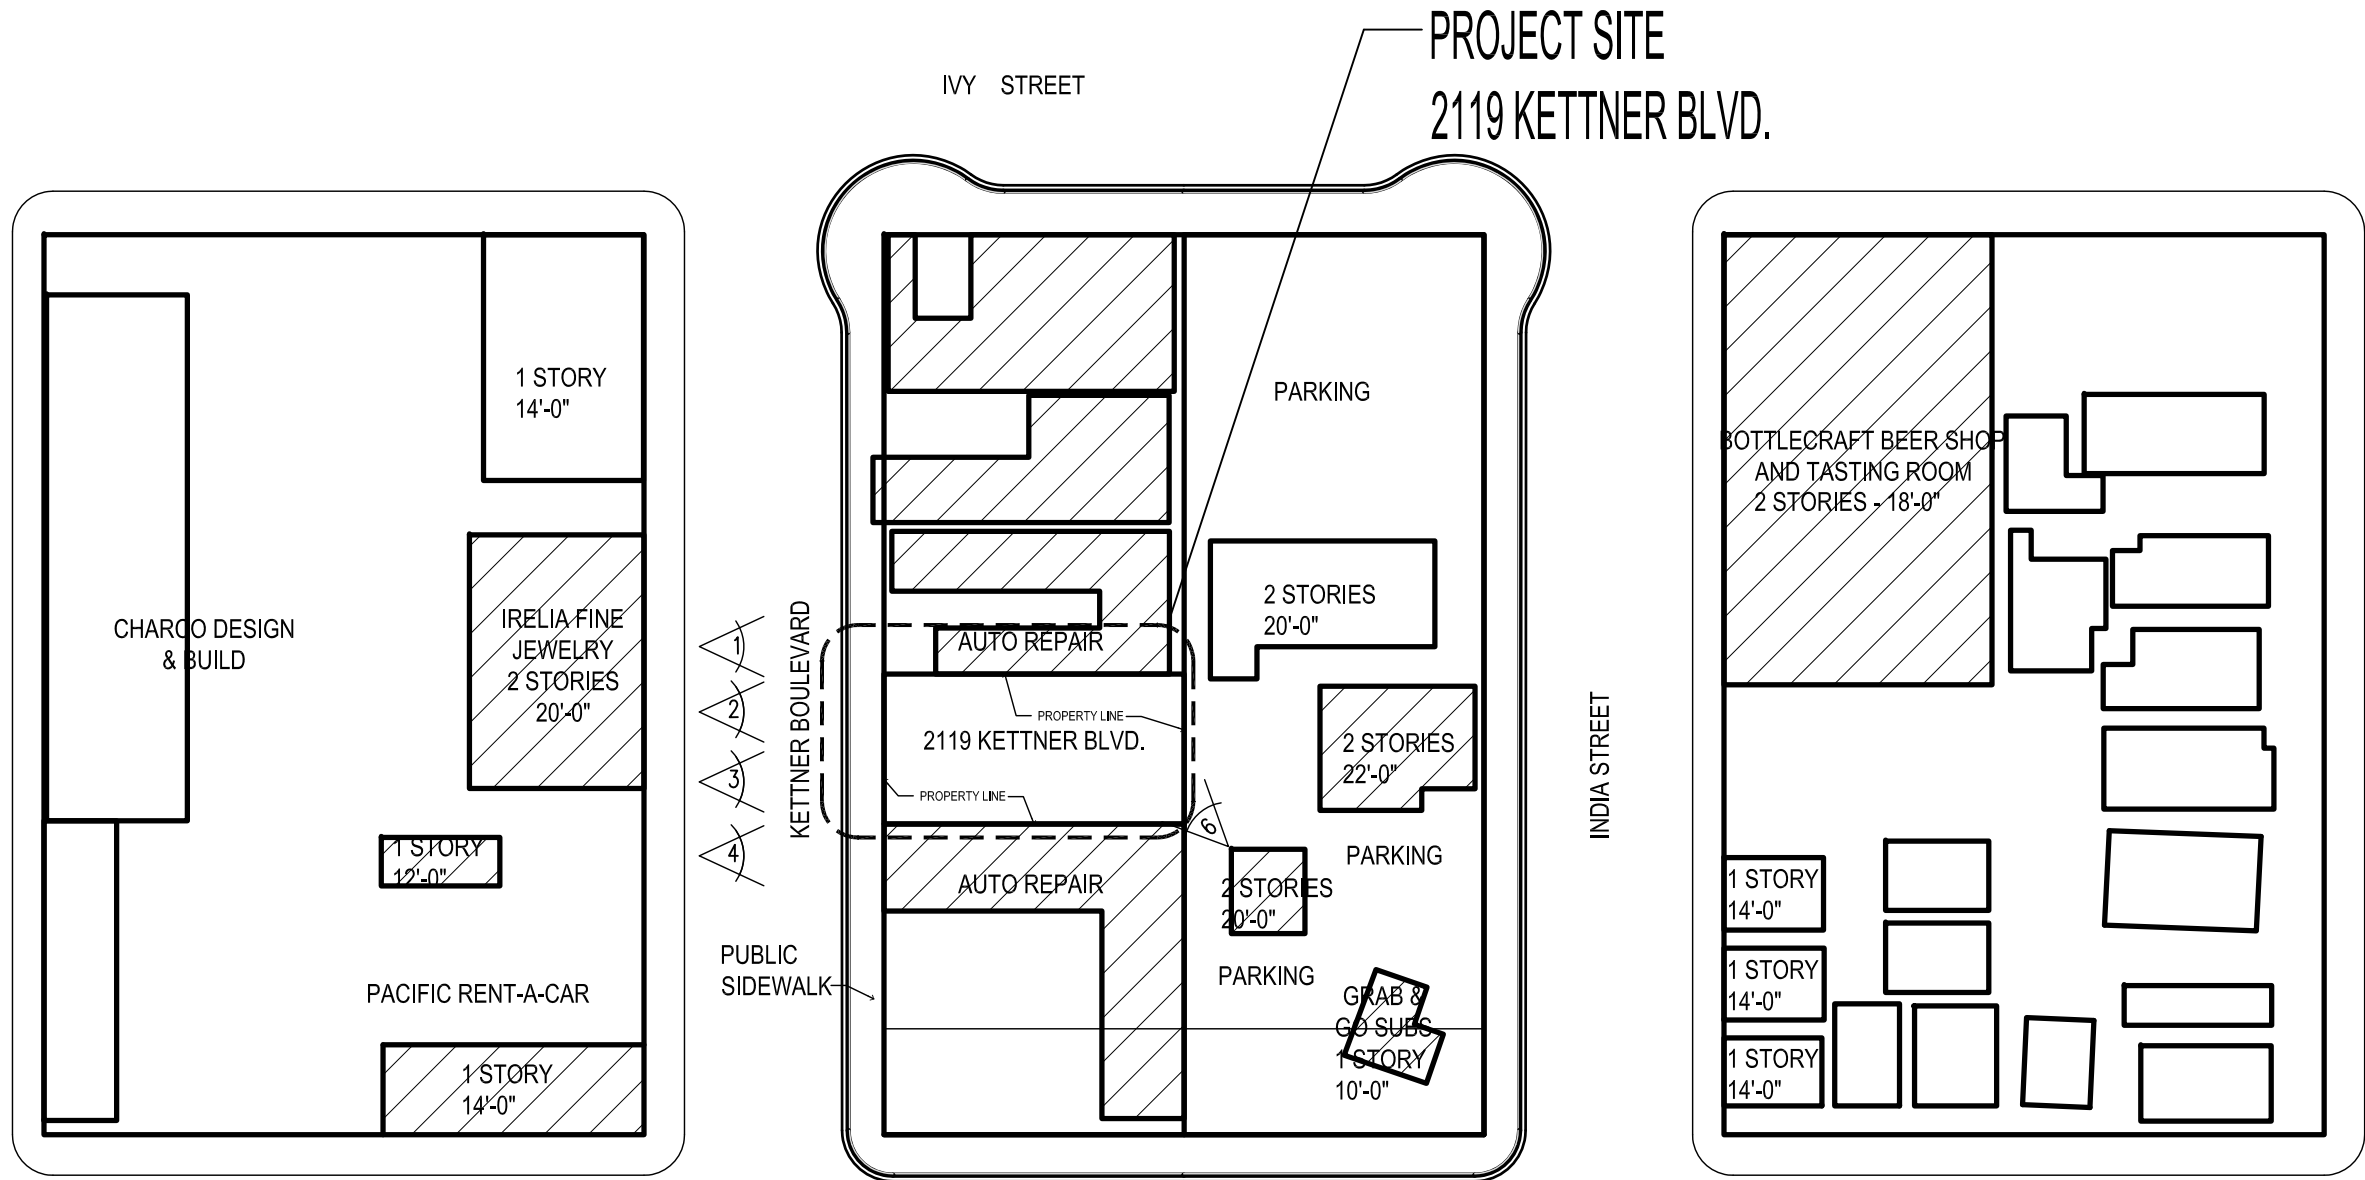 PROJECT SITE
2119 KETTNER BLVD.
IVY STREET
1 STORY
14'-0"
CHARCO DESIGN
& BUILD
IRELIA FINE
JEWELRY
2 STORIES
20'-0"
1 STORY
12'-0"
PACIFIC RENT-A-CAR
1 STORY
14'-0"
1
2
3
4
KETTNER BOULEVARD
PUBLIC
SIDEWALK
AUTO REPAIR
PROPERTY LINE
2119 KETTNER BLVD.
PROPERTY LINE
AUTO REPAIR
PARKING
2 STORIES
20'-0"
2 STORIES
22'-0"
6
PARKING
2 STORIES
20'-0"
PARKING
GRAB &
GO SUBS
1 STORY
10'-0"
INDIA STREET
BOTTLECRAFT BEER SHOP
AND TASTING ROOM
2 STORIES - 18'-0"
1 STORY
14'-0"
1 STORY
14'-0"
1 STORY
14'-0"